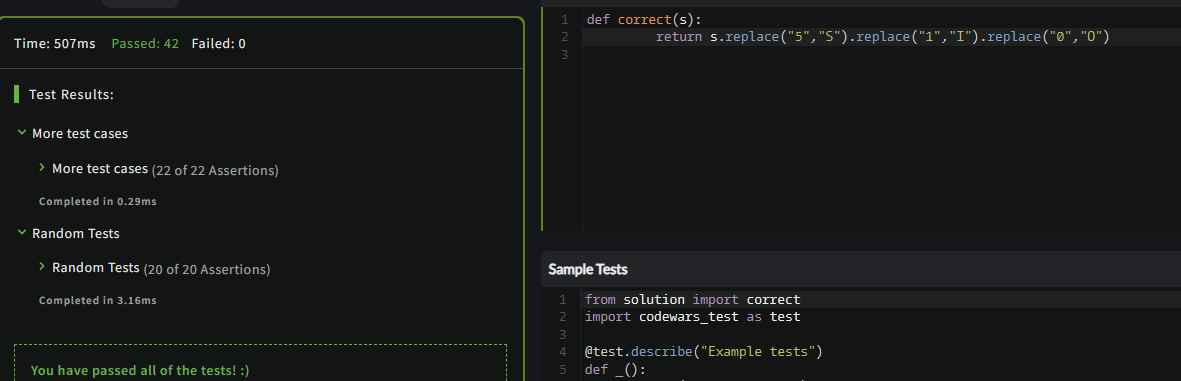 Time: 507ms Passed: 42 Failed: 0
Test Results:
More test cases
More test cases (22 of 22 Assertions)
Completed in 0.29ms
Random Tests
Random Tests (20 of 20 Assertions)
Completed in 3.16ms
You have passed all of the tests! :)
1 def correct(s):
2 return s.replace("5","S").replace("1","I").replace("0","O")
3
Sample Tests
1 from solution import correct
2 import codewars_test as test
3
4 @test.describe("Example tests")
5 def _():